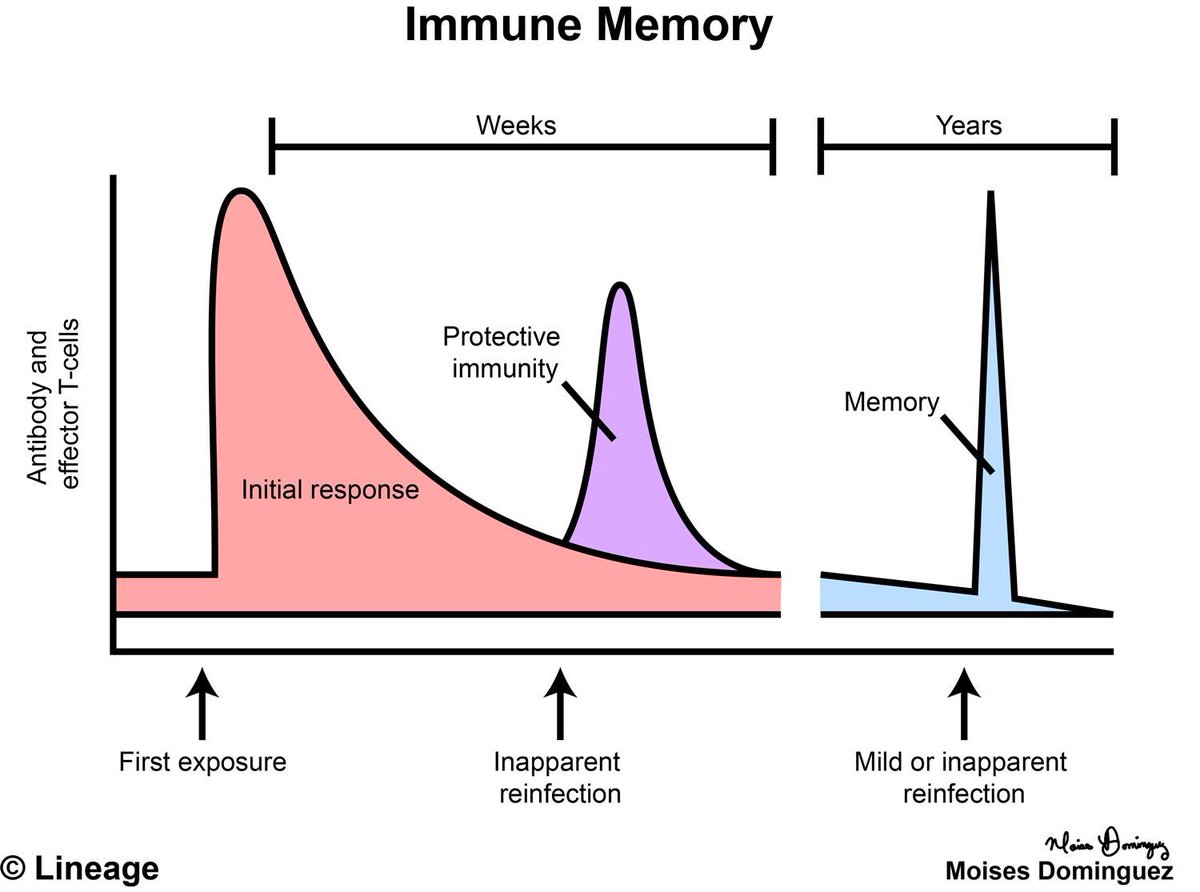 Immune Memory
Weeks
Years
Antibody and
effector T-cells
Protective
immunity
Memory
Initial response
First exposure
Inapparent
reinfection
Mild or inapparent
reinfection
© Lineage
Moises Dominguez
Moises Dominguez